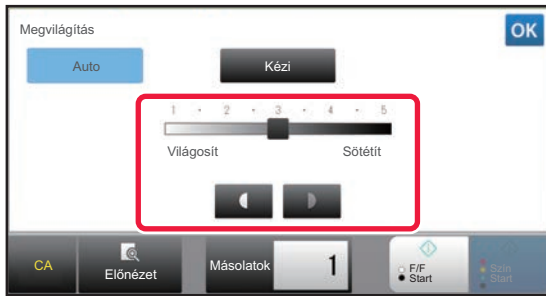 Megvilágítás
OK
Auto
Kézi
1 • 2 • 3 • 4 • 5
Világosít
Sötétít
CA
Előnézet
Másolatok
1
F/F
Start
Szín
Start